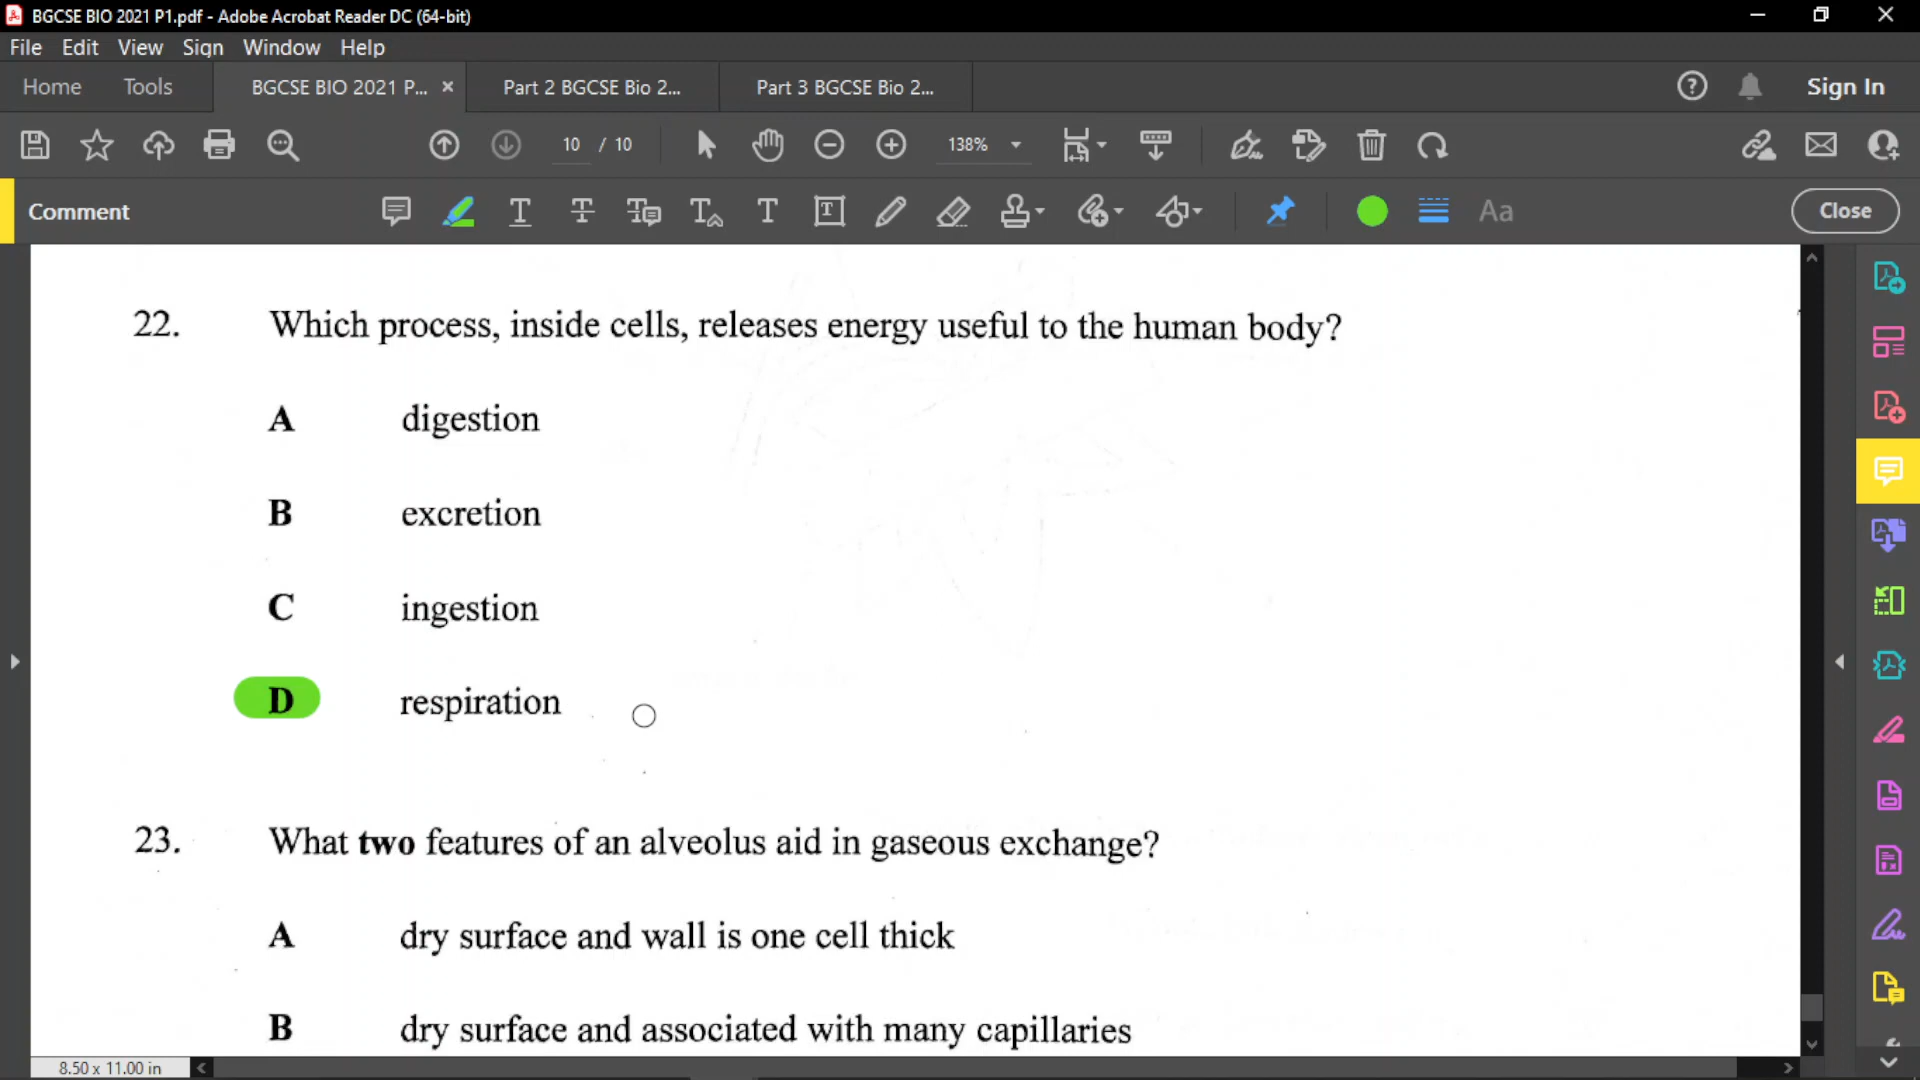 BGCSE BIO 2021 P1.pdf - Adobe Acrobat Reader DC (64-bit)
File Edit View Sign Window Help
Home Tools BGCSE BIO 2021 P... × Part 2 BGCSE Bio 2... Part 3 BGCSE Bio 2... Sign In
10 / 10 138%
Comment Aa Close
22. Which process, inside cells, releases energy useful to the human body?
A digestion
B excretion
C ingestion
D respiration
23. What two features of an alveolus aid in gaseous exchange?
A dry surface and wall is one cell thick
B dry surface and associated with many capillaries
8.50 x 11.00 in